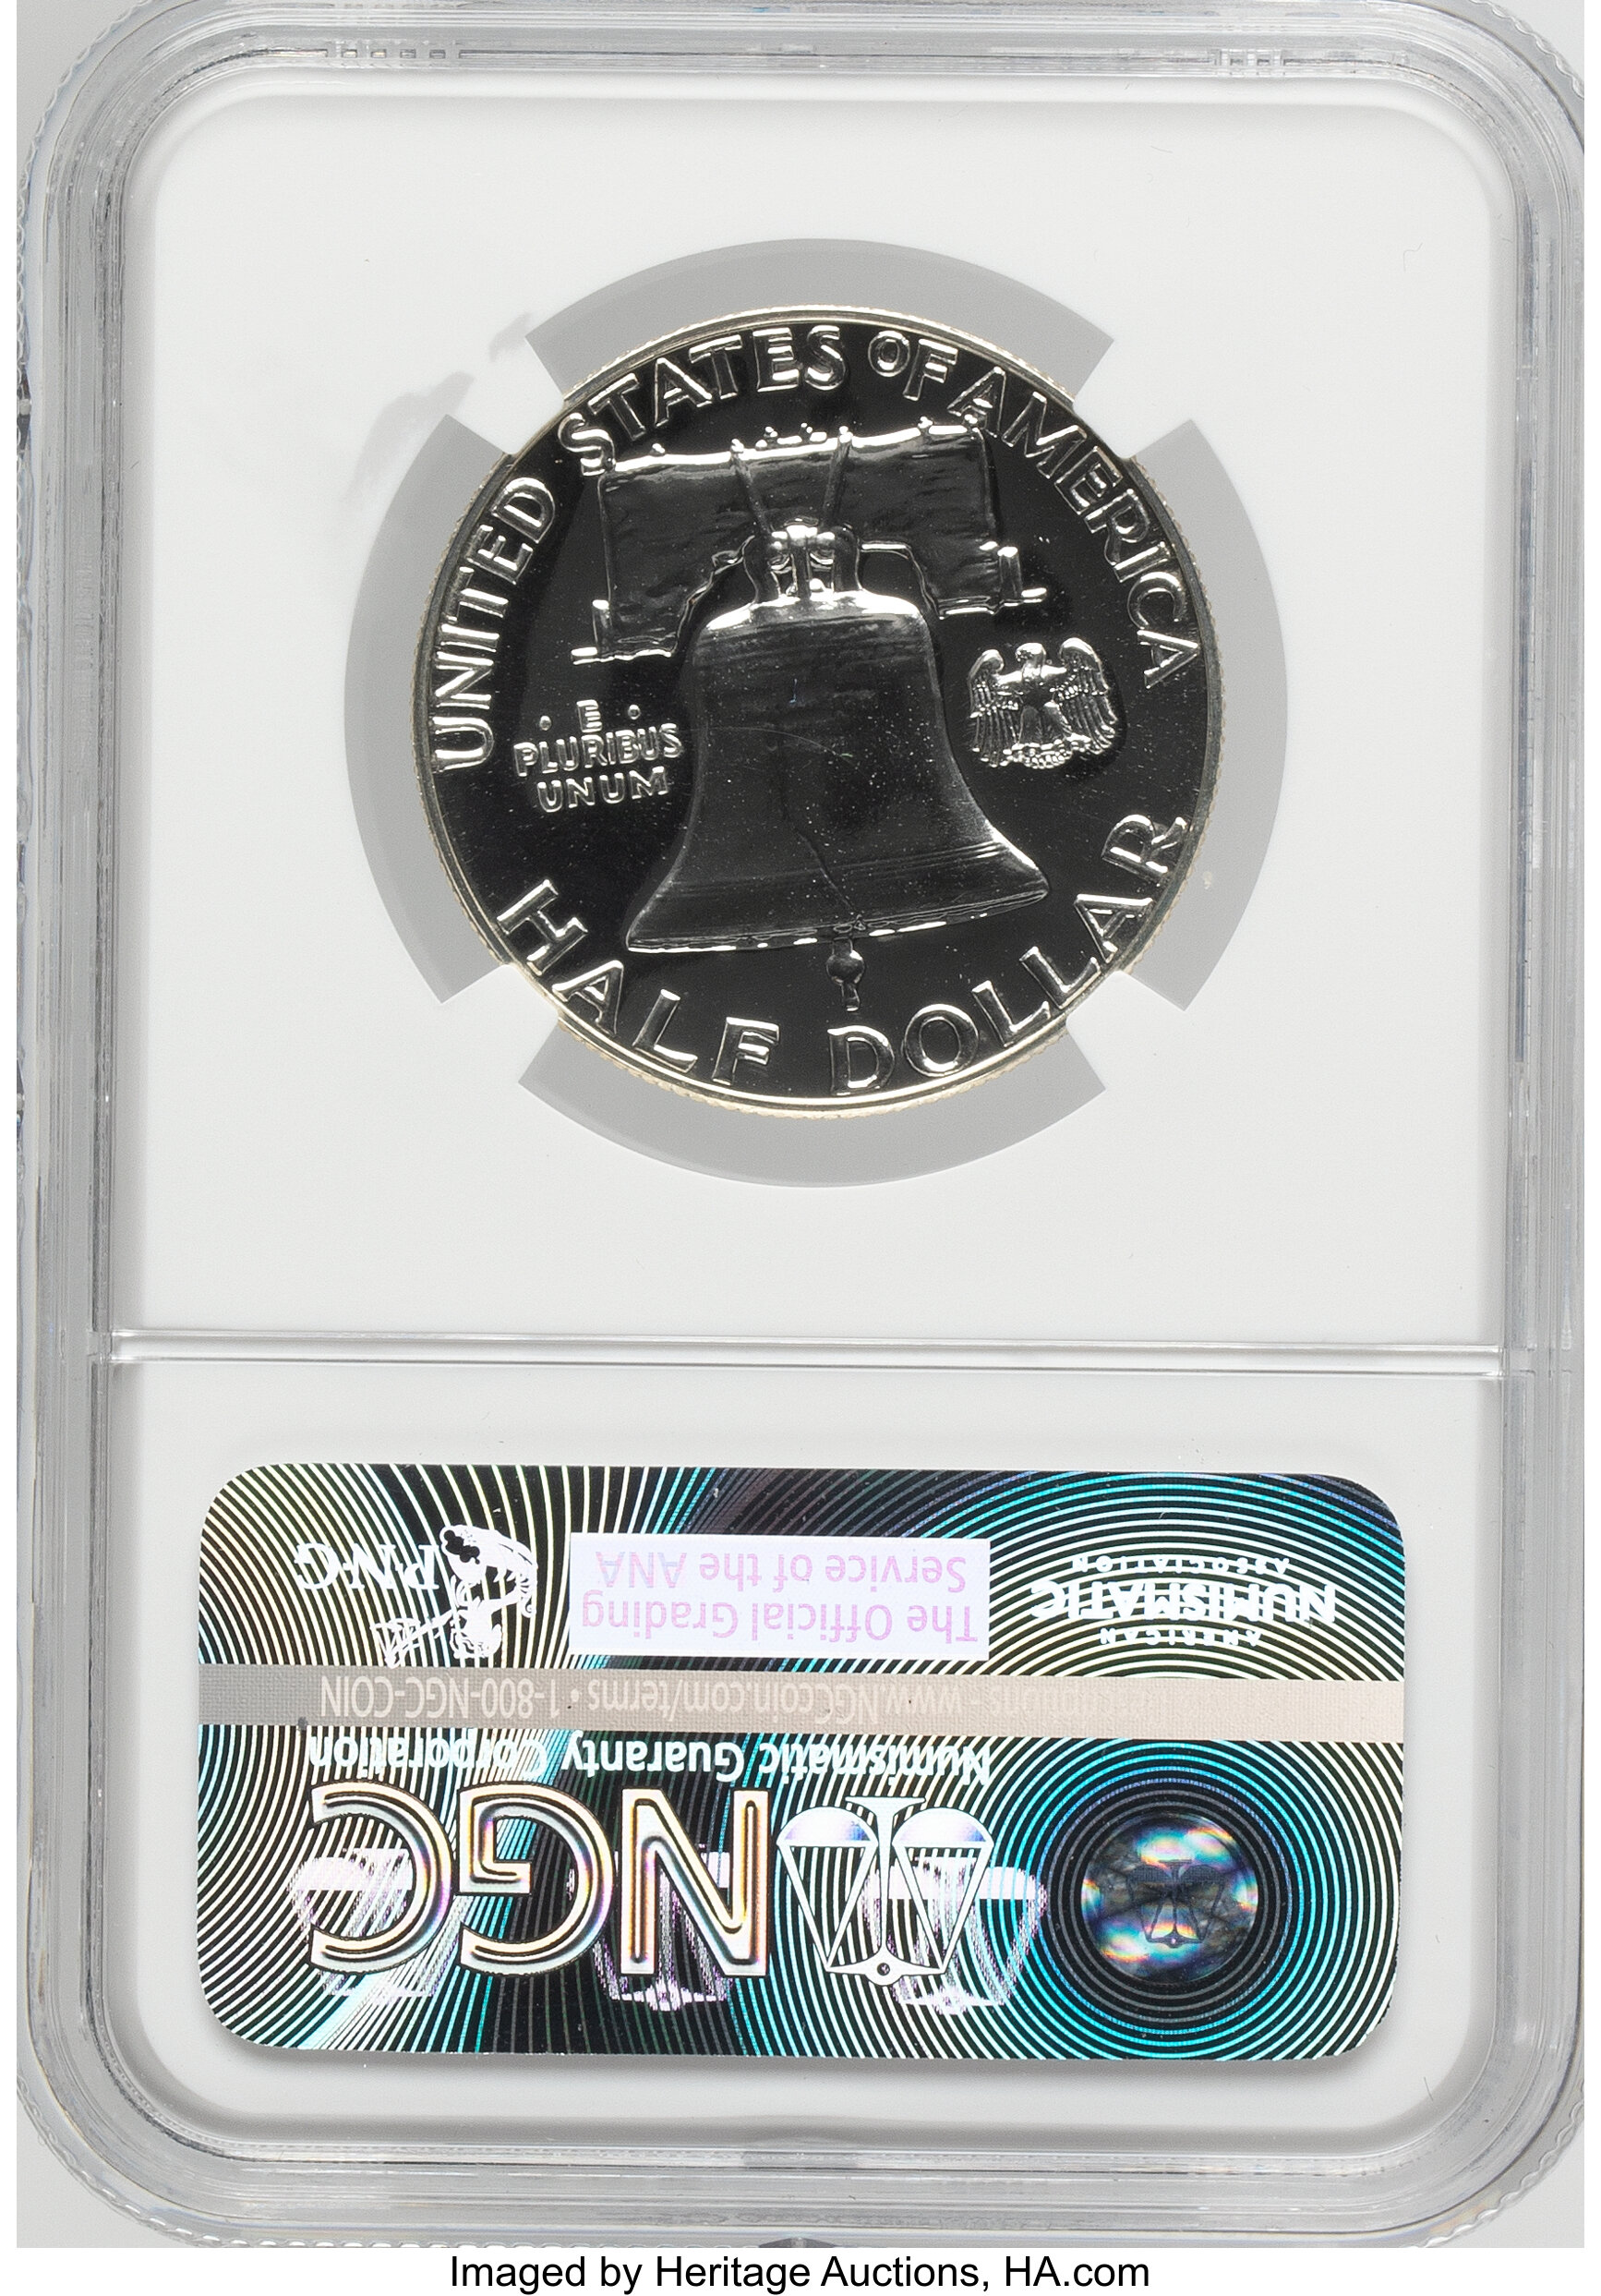 UNITED STATES OF AMERICA
E
PLURIBUS
UNUM
HALF DOLLAR
NGC
Numismatic Guaranty Corporation
www.NGCcoin.com/terms • 1-800-NGC-COIN
The Official Grading
Service of the ANA
P·N·G
AMERICAN
NUMISMATIC
ASSOCIATION
Imaged by Heritage Auctions, HA.com